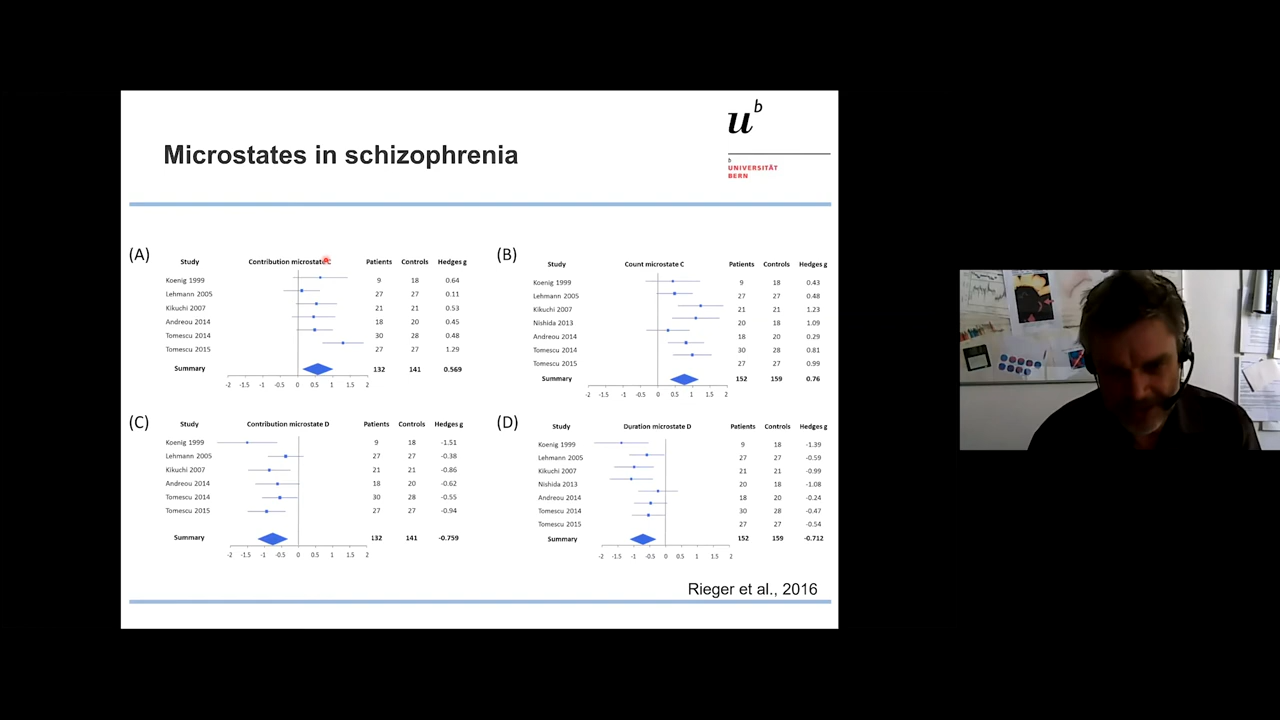 u b
Microstates in schizophrenia
b
UNIVERSITÄT
BERN
(A)
Study Contribution microstate C Patients Controls Hedges g
Koenig 1999 9 18 0.64
Lehmann 2005 27 27 0.11
Kikuchi 2007 21 21 0.53
Andreou 2014 18 20 0.45
Tomescu 2014 30 28 0.48
Tomescu 2015 27 27 1.29
Summary 132 141 0.569
-2 -1.5 -1 -0.5 0 0.5 1 1.5 2
(B)
Study Count microstate C Patients Controls Hedges g
Koenig 1999 9 18 0.43
Lehmann 2005 27 27 0.48
Kikuchi 2007 21 21 1.23
Nishida 2013 20 18 1.09
Andreou 2014 18 20 0.29
Tomescu 2014 30 28 0.81
Tomescu 2015 27 27 0.99
Summary 152 159 0.76
-2 -1.5 -1 -0.5 0 0.5 1 1.5 2
(C)
Study Contribution microstate D Patients Controls Hedges g
Koenig 1999 9 18 -1.51
Lehmann 2005 27 27 -0.38
Kikuchi 2007 21 21 -0.86
Andreou 2014 18 20 -0.62
Tomescu 2014 30 28 -0.55
Tomescu 2015 27 27 -0.94
Summary 132 141 -0.759
-2 -1.5 -1 -0.5 0 0.5 1 1.5 2
(D)
Study Duration microstate D Patients Controls Hedges g
Koenig 1999 9 18 -1.39
Lehmann 2005 27 27 -0.59
Kikuchi 2007 21 21 -0.99
Nishida 2013 20 18 -1.08
Andreou 2014 18 20 -0.24
Tomescu 2014 30 28 -0.47
Tomescu 2015 27 27 -0.54
Summary 152 159 -0.712
-2 -1.5 -1 -0.5 0 0.5 1 1.5 2
Rieger et al., 2016